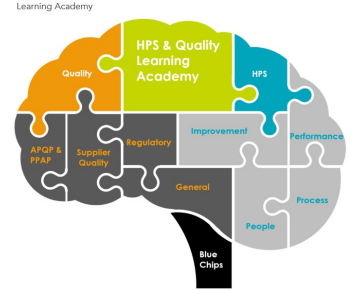 Learning Academy
HPS & Quality
Learning
Academy
Quality
HPS
APQP &
PPAP
Supplier
Quality
Regulatory
Improvement
Performance
General
People
Process
Blue
Chips